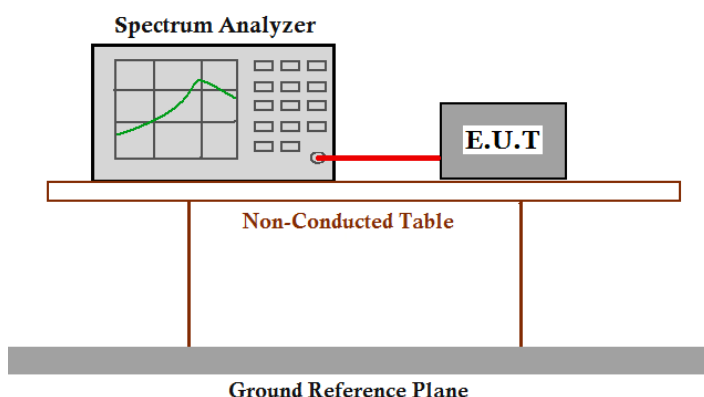 Spectrum Analyzer
E.U.T
Non-Conducted Table
Ground Reference Plane